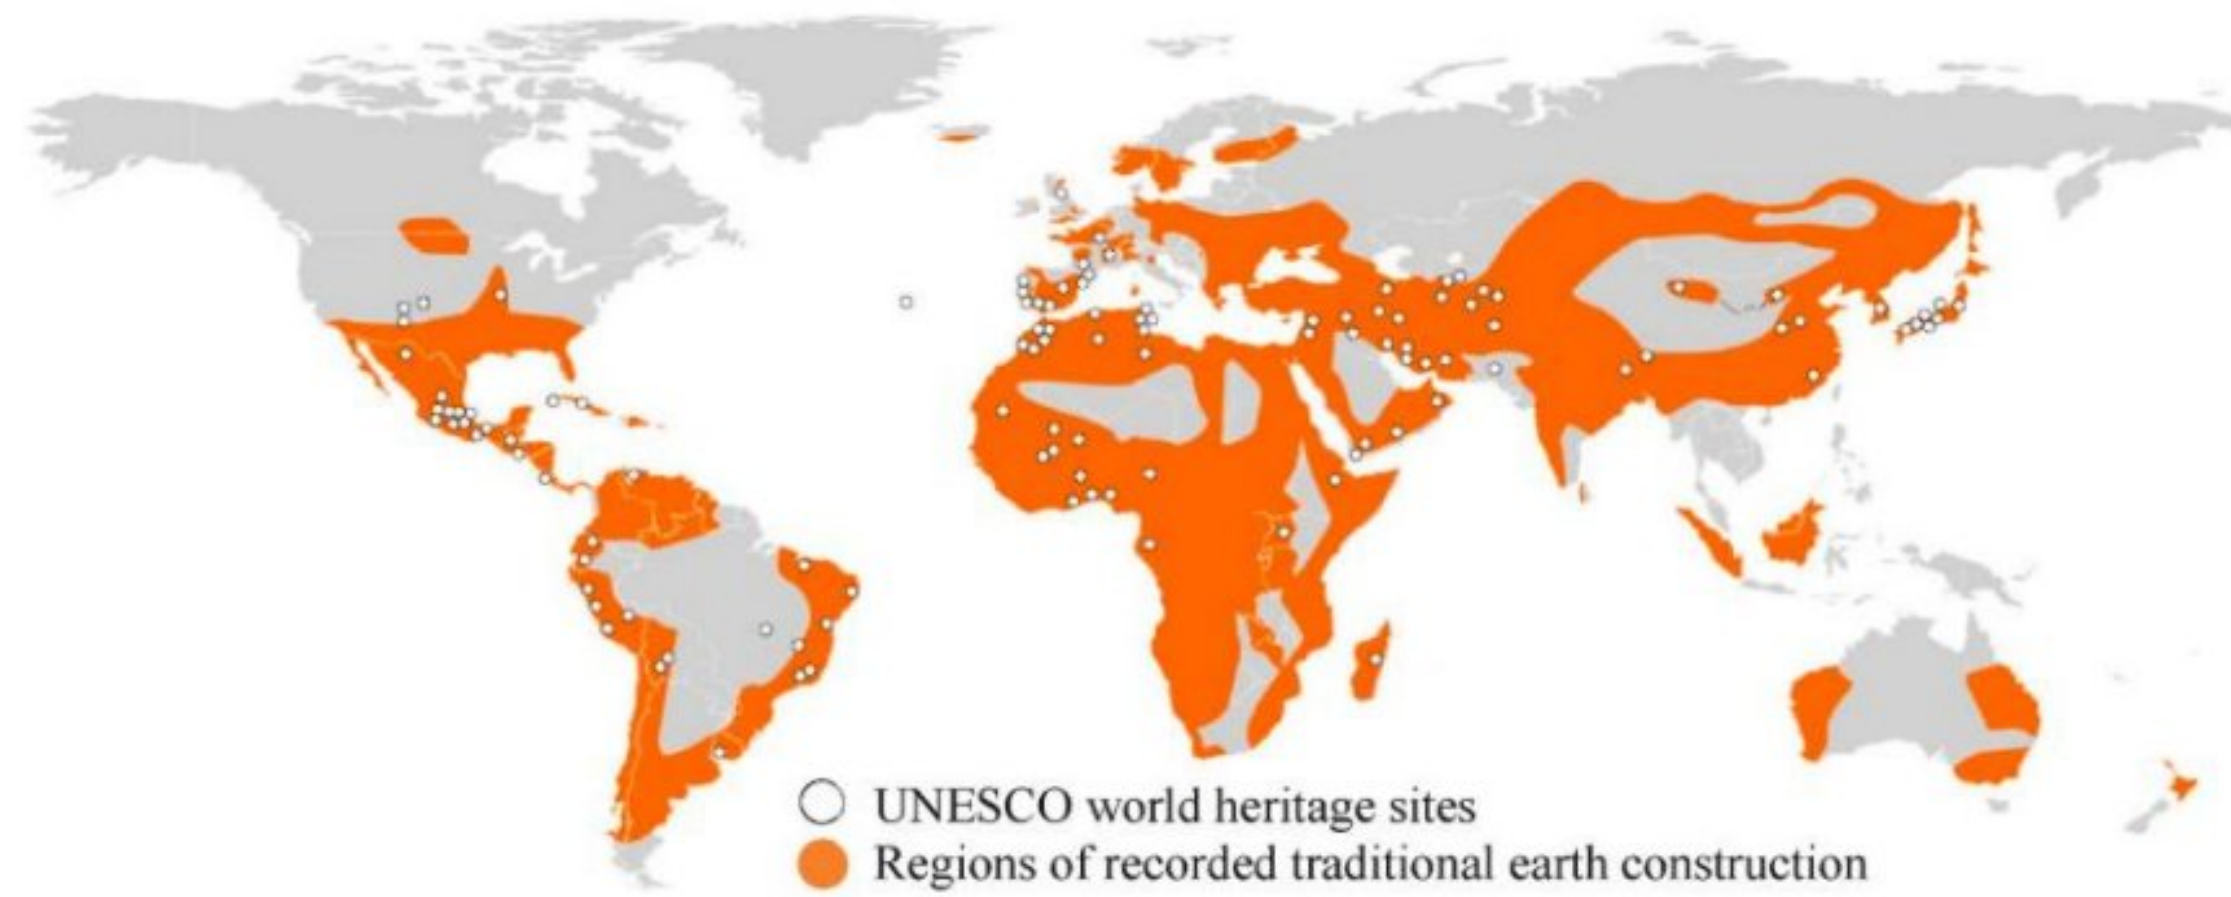 UNESCO world heritage sites
Regions of recorded traditional earth construction